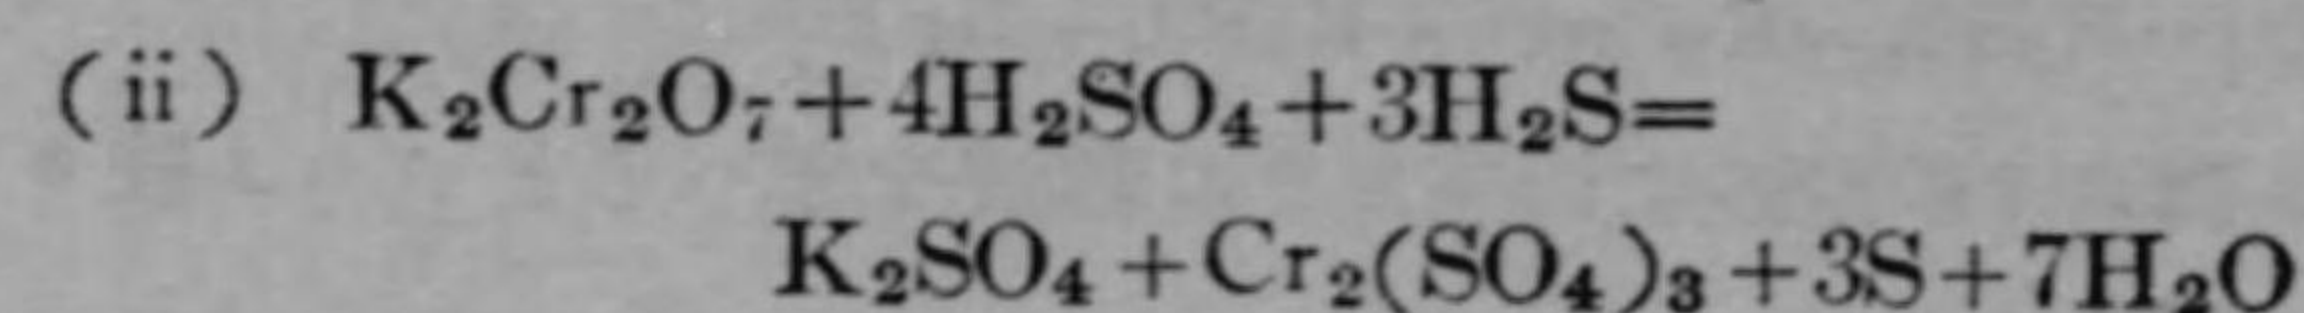 (ii) K₂Cr₂O₇+4H₂SO₄+3H₂S=
K₂SO₄+Cr₂(SO₄)₃+3S+7H₂O